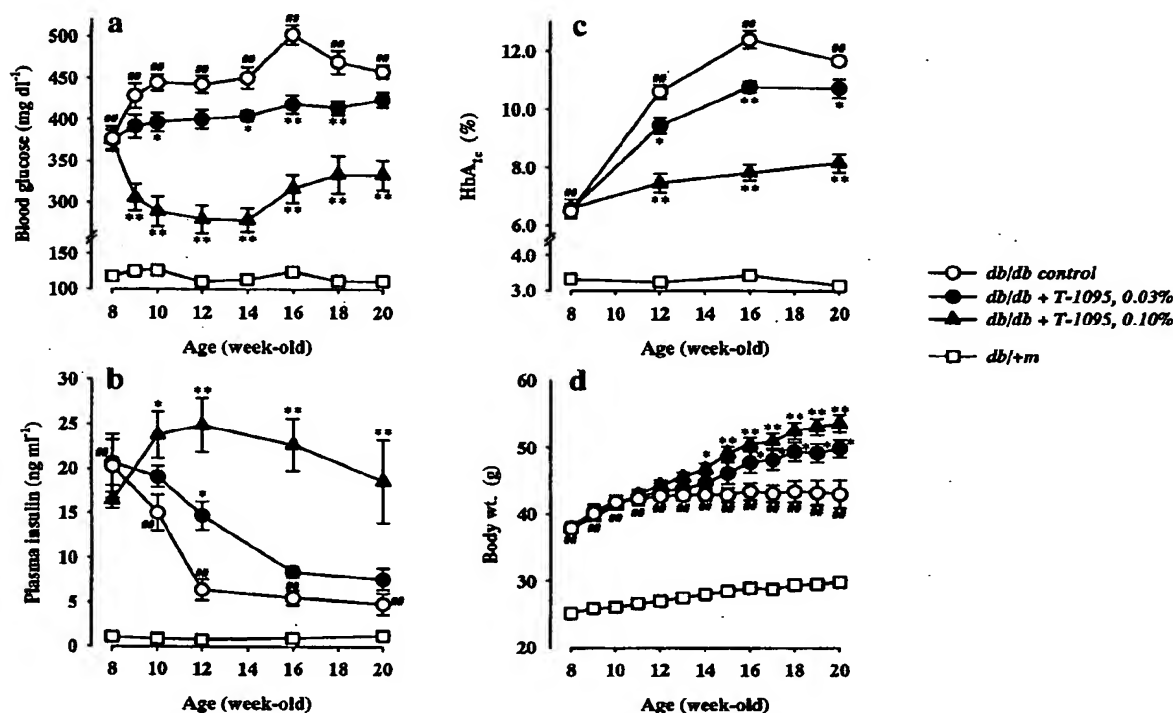 a
Blood glucose (mg dl⁻¹)
500
450
400
350
300
250
150
100
8 10 12 14 16 18 20
Age (week-old)
** ** ** ** ** ** **
* * ** **
c
HbA₁c (%)
12.0
10.0
8.0
6.0
4.0
3.0
8 10 12 14 16 18 20
Age (week-old)
* ** *
** ** **
db/db control
db/db + T-1095, 0.03%
db/db + T-1095, 0.10%
db/+m
b
Plasma insulin (ng ml⁻¹)
30
25
20
15
10
5
0
8 10 12 14 16 18 20
Age (week-old)
* ** ** **
*
d
Body wt. (g)
60
50
40
30
20
8 10 12 14 16 18 20
Age (week-old)
* ** ** ** ** ** **